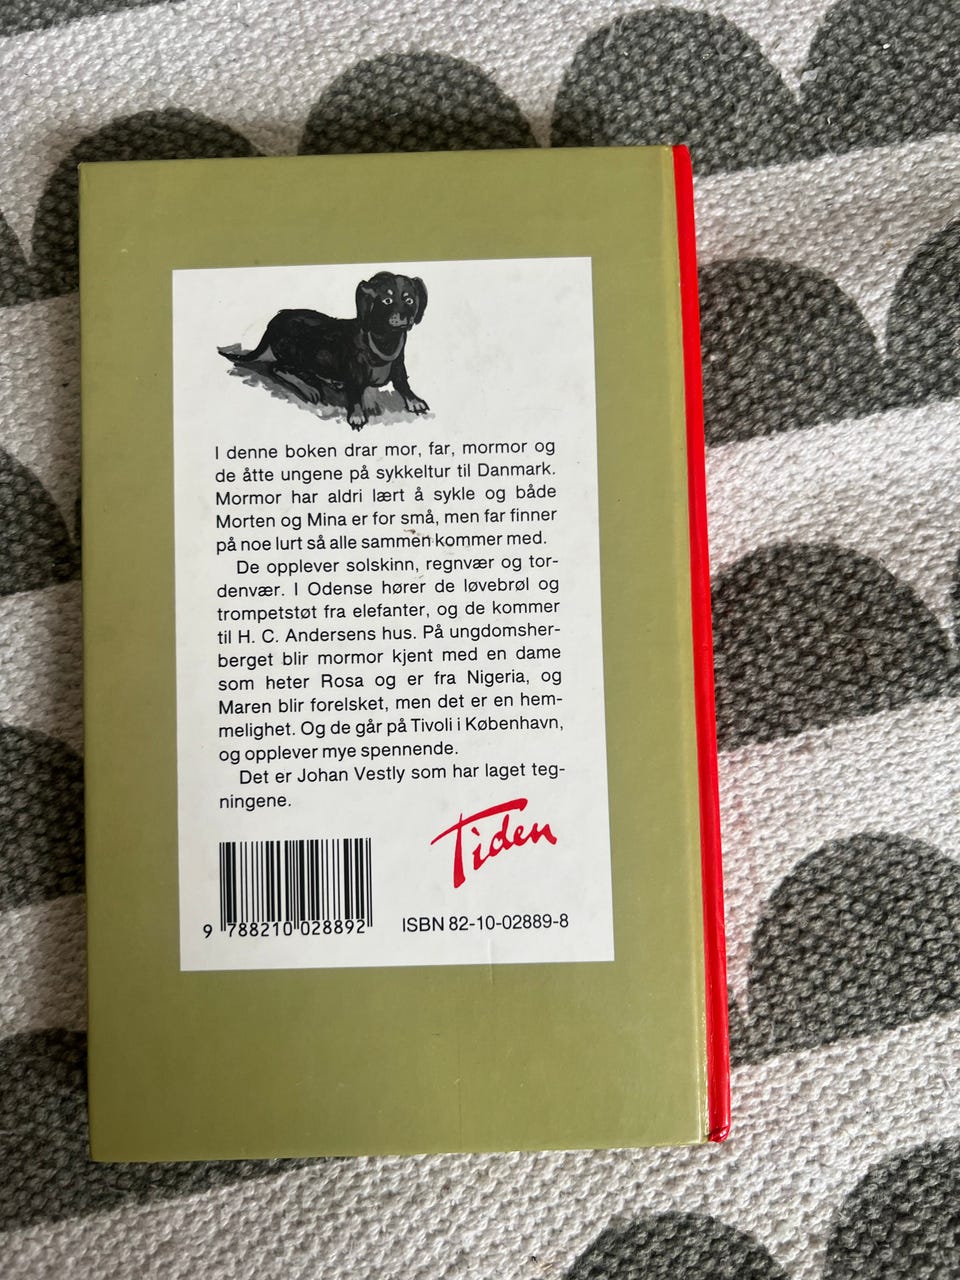 I denne boken drar mor, far, mormor og
de åtte ungene på sykkeltur til Danmark.
Mormor har aldri lært å sykle og både
Morten og Mina er for små, men far finner
på noe lurt så alle sammen kommer med.
De opplever solskinn, regnvær og tor-
denvær. I Odense hører de løvebrøl og
trompetstøt fra elefanter, og de kommer
til H. C. Andersens hus. På ungdomsher-
berget blir mormor kjent med en dame
som heter Rosa og er fra Nigeria, og
Maren blir forelsket, men det er en hem-
melighet. Og de går på Tivoli i København,
og opplever mye spennende.
Det er Johan Vestly som har laget teg-
ningene.
Tiden
9 788210 028892
ISBN 82-10-02889-8